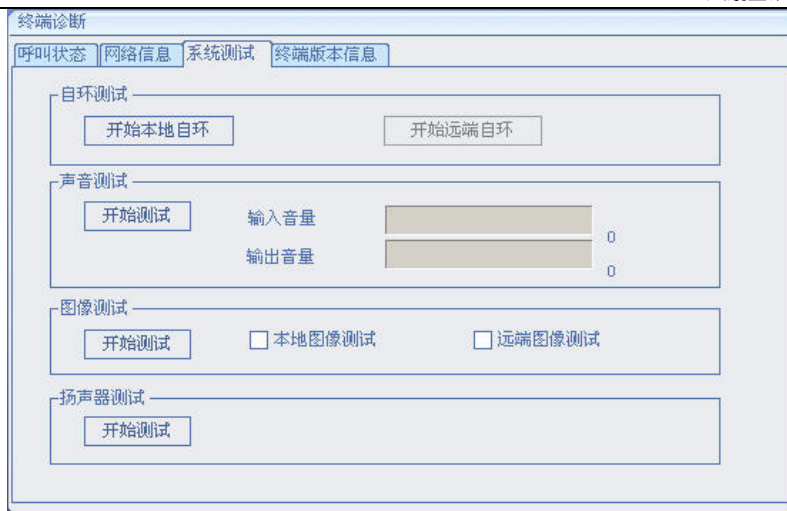 终端诊断
呼叫状态 网络信息 系统测试 终端版本信息
自环测试
开始本地自环 开始远端自环
声音测试
开始测试 输入音量 0
输出音量 0
图像测试
开始测试 本地图像测试 远端图像测试
扬声器测试
开始测试